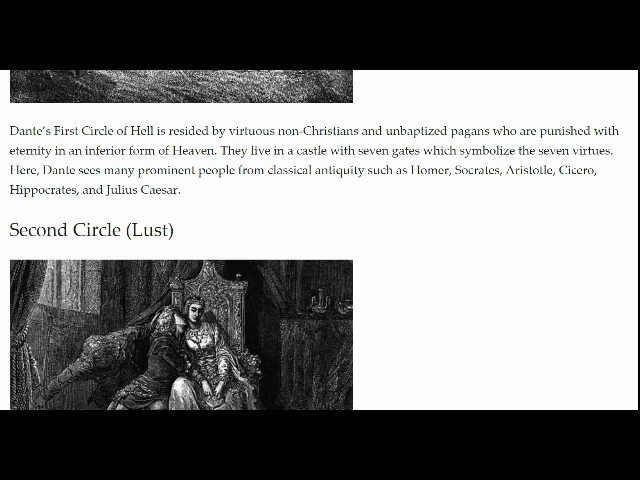 Dante's First Circle of Hell is resided by virtuous non-Christians and unbaptized pagans who are punished with
eternity in an inferior form of Heaven. They live in a castle with seven gates which symbolize the seven virtues.
Here, Dante sees many prominent people from classical antiquity such as Homer, Socrates, Aristotle, Cicero,
Hippocrates, and Julius Caesar.
Second Circle (Lust)